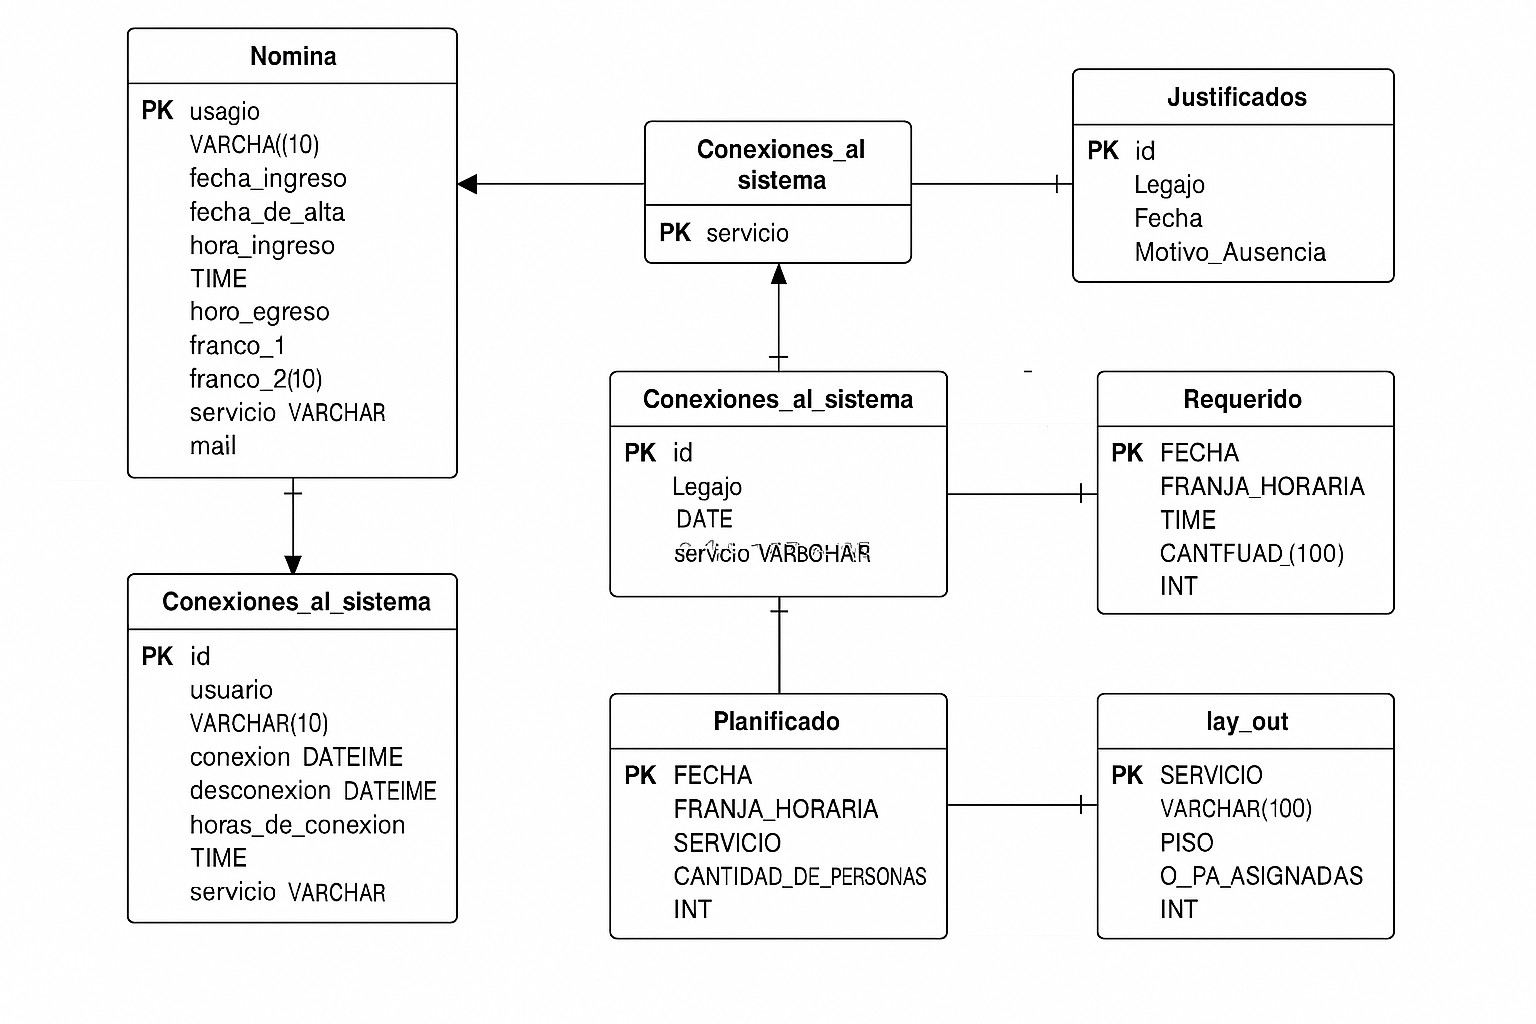 Nomina
PK usagio
VARCHA((10)
fecha_ingreso
fecha_de_alta
hora_ingreso
TIME
horo_egreso
franco_1
franco_2(10)
servicio VARCHAR
mail
Conexiones_al
sistema
PK servicio
Justificados
PK id
Legajo
Fecha
Motivo_Ausencia
Conexiones_al_sistema
PK id
Legajo
DATE
servicio
Requerido
PK FECHA
FRANJA_HORARIA
TIME
CANTFUAD_(100)
INT
Conexiones_al_sistema
PK id
usuario
VARCHAR(10)
conexion DATEIME
desconexion DATEIME
horas_de_conexion
TIME
servicio VARCHAR
Planificado
PK FECHA
FRANJA_HORARIA
SERVICIO
CANTIDAD_DE_PERSONAS
INT
lay_out
PK SERVICIO
VARCHAR(100)
PISO
O_PA_ASIGNADAS
INT